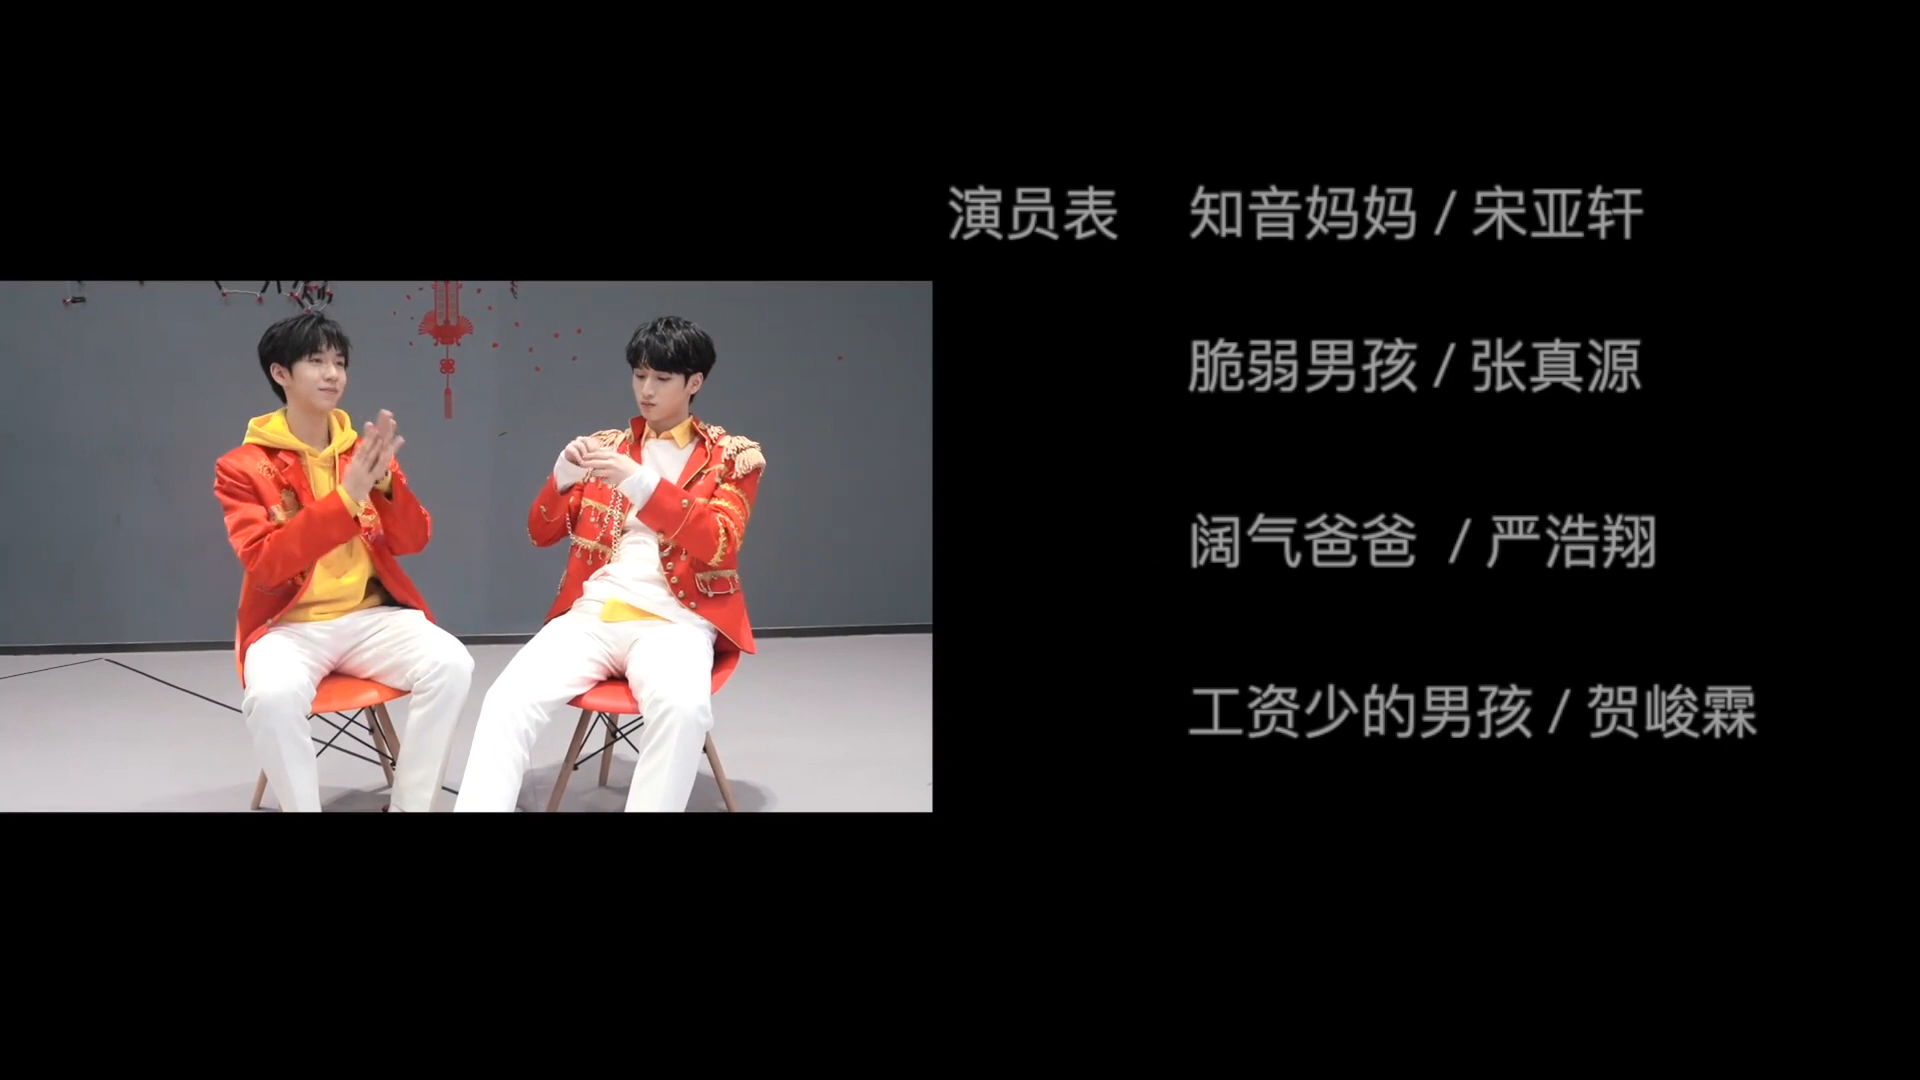 演员表 知音妈妈 / 宋亚轩
脆弱男孩 / 张真源
阔气爸爸 / 严浩翔
工资少的男孩 / 贺峻霖